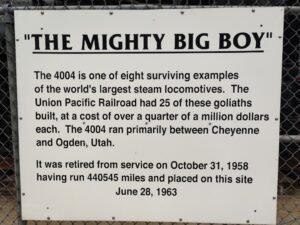 "THE MIGHTY BIG BOY"
The 4004 is one of eight surviving examples
of the world's largest steam locomotives. The
Union Pacific Railroad had 25 of these goliaths
built, at a cost of over a quarter of a million dollars
each. The 4004 ran primarily between Cheyenne
and Ogden, Utah.
It was retired from service on October 31, 1958
having run 440545 miles and placed on this site
June 28, 1963